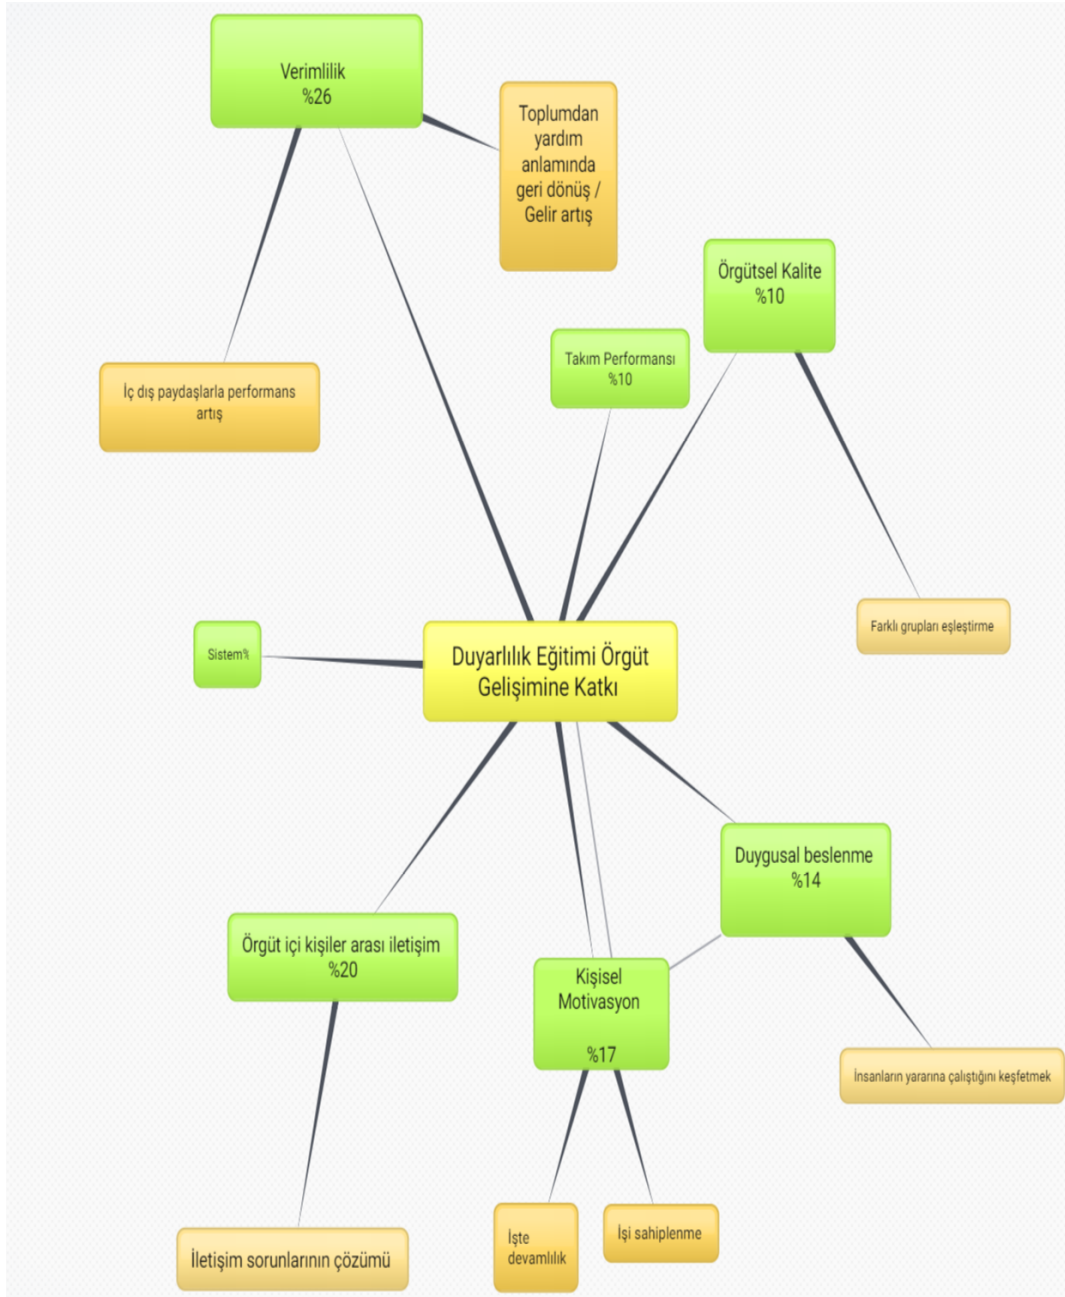 Verimlilik
%26
Toplumdan
yardım
anlamında
geri dönüş /
Gelir artış
Örgütsel Kalite
%10
Takım Performansı
%10
İç dış paydaşlarla performans
artış
Farklı grupları eşleştirme
Sistem%
Duyarlılık Eğitimi Örgüt
Gelişimine Katkı
Duygusal beslenme
%14
Örgüt içi kişiler arası iletişim
%20
Kişisel
Motivasyon
%17
İnsanların yararına çalıştığını keşfetmek
İletişim sorunlarının çözümü
İşte
devamlılık
İşi sahiplenme